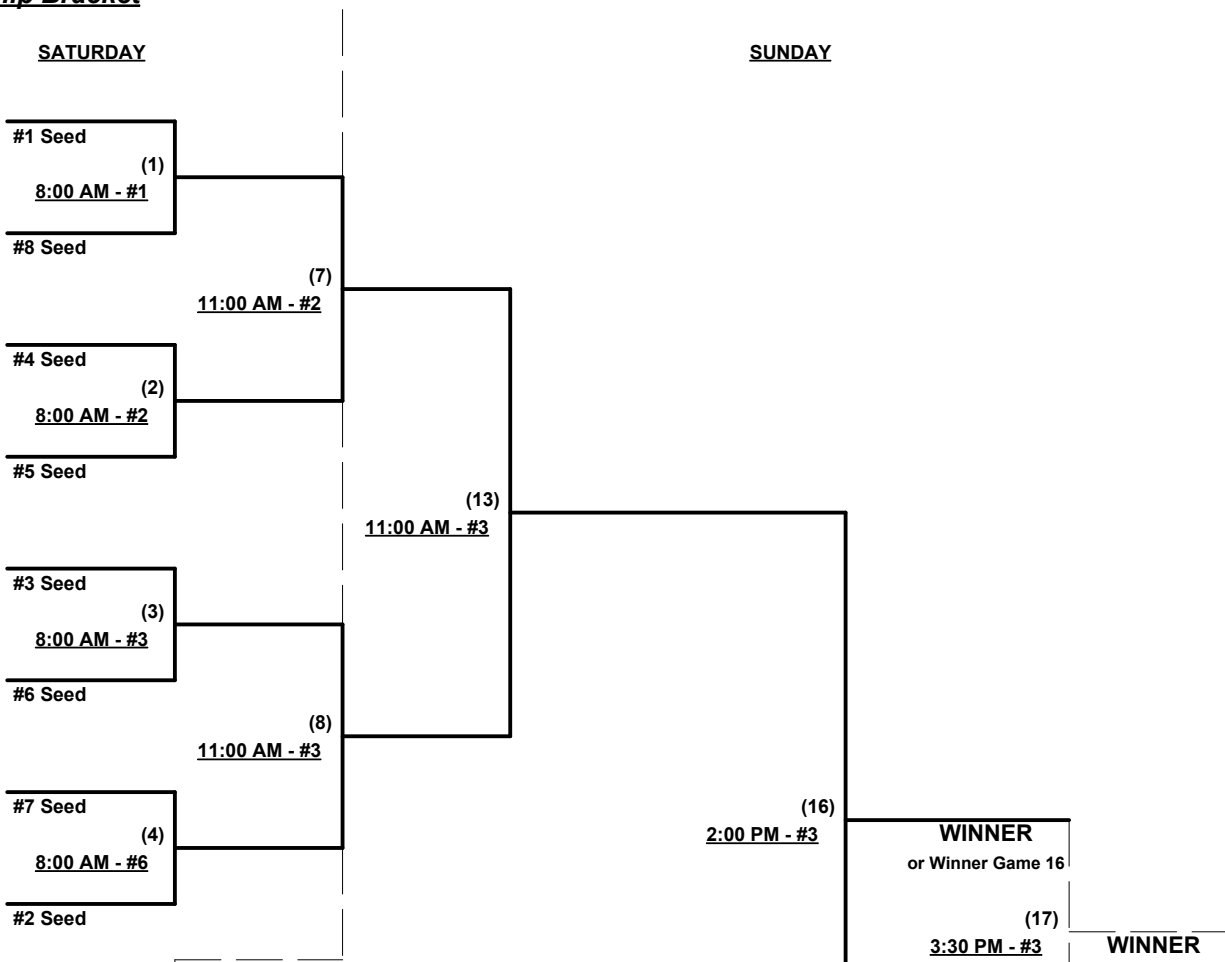 SATURDAY
SUNDAY
#1 Seed
(1)
8:00 AM - #1
#8 Seed
(7)
11:00 AM - #2
#4 Seed
(2)
8:00 AM - #2
#5 Seed
(13)
11:00 AM - #3
#3 Seed
(3)
8:00 AM - #3
#6 Seed
(8)
11:00 AM - #3
#7 Seed
(4)
8:00 AM - #6
#2 Seed
(16)
2:00 PM - #3
WINNER
or Winner Game 16
(17)
3:30 PM - #3
WINNER